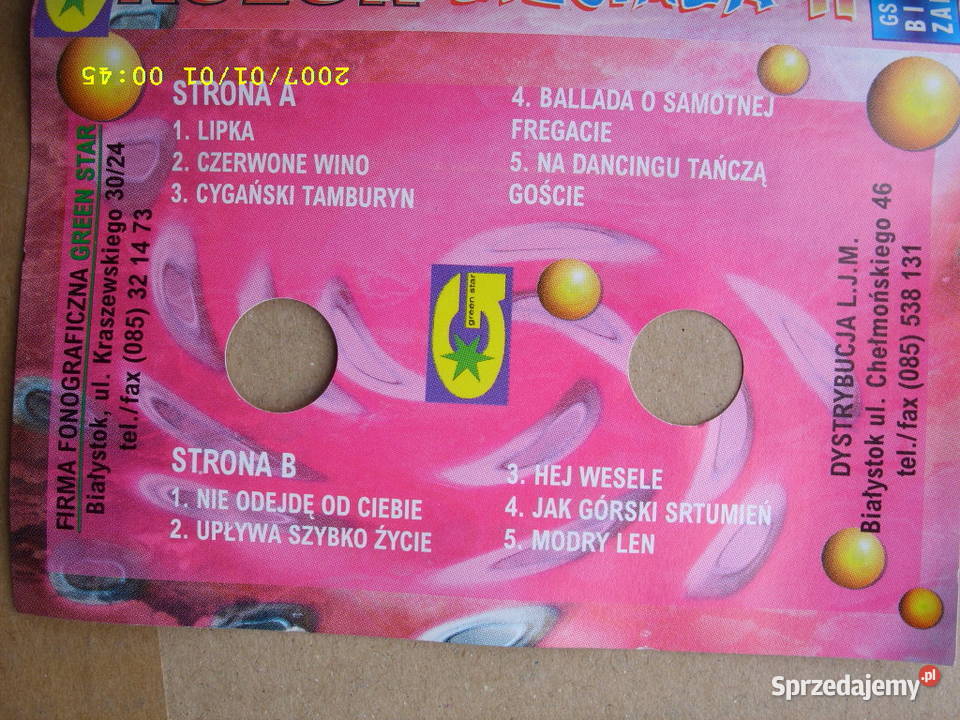 GS
B I
ZA
2007/01/01 00:45
STRONA A
1. LIPKA
2. CZERWONE WINO
3. CYGAŃSKI TAMBURYN
4. BALLADA O SAMOTNEJ
FREGACIE
5. NA DANCINGU TAŃCZĄ
GOŚCIE
FIRMA FONOGRAFICZNA GREEN STAR
Białystok, ul. Kraszewskiego 30/24
tel./fax (085) 32 14 73
green star
DYSTRYBUCJA L.J.M.
Białystok ul. Chełmońskiego 46
tel./fax (085) 538 131
STRONA B
1. NIE ODEJDĘ OD CIEBIE
2. UPŁYWA SZYBKO ŻYCIE
3. HEJ WESELE
4. JAK GÓRSKI SRTUMIEŃ
5. MODRY LEN
Sprzedajemy.pl